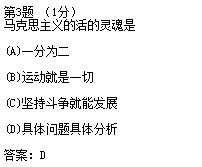 第3题 （1分）
马克思主义的活的灵魂是
(A)一分为二
(B)运动就是一切
(C)坚持斗争就能发展
(D)具体问题具体分析
答案：D